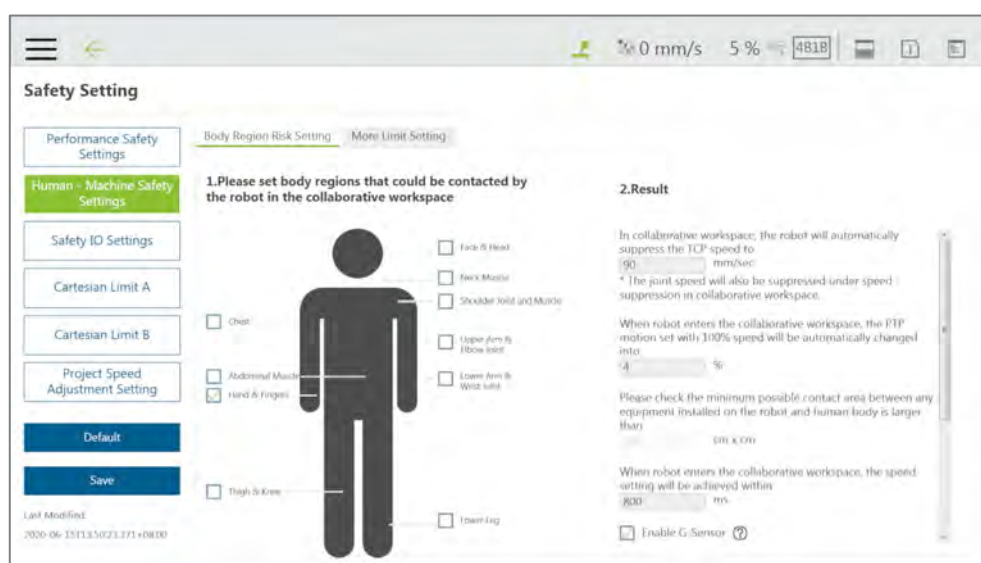 0 mm/s 5 % 4818
Safety Setting
Performance Safety
Settings
Human - Machine Safety
Settings
Safety IO Settings
Cartesian Limit A
Cartesian Limit B
Project Speed
Adjustment Setting
Default
Save
Last Modified:
Body Region Risk Setting More Limit Setting
1.Please set body regions that could be contacted by
the robot in the collaborative workspace
Face & Head
Neck Muscle
Shoulder Joint and Muscle
Chest
Upper Arm &
Elbow Joint
Abdominal Muscle
Lower Arm &
Wrist Joint
Hand & Fingers
Thigh & Knee
Lower Leg
2.Result
In collaborative workspace, the robot will automatically
suppress the TCP speed to
90 mm/sec
* The joint speed will also be suppressed under speed
suppression in collaborative workspace.
When robot enters the collaborative workspace, the PTP
motion set with 100% speed will be automatically changed
into
4 %
Please check the minimum possible contact area between any
equipment installed on the robot and human body is larger
than
cm x cm
When robot enters the collaborative workspace, the speed
setting will be achieved within
800 ms
Enable G-Sensor ?